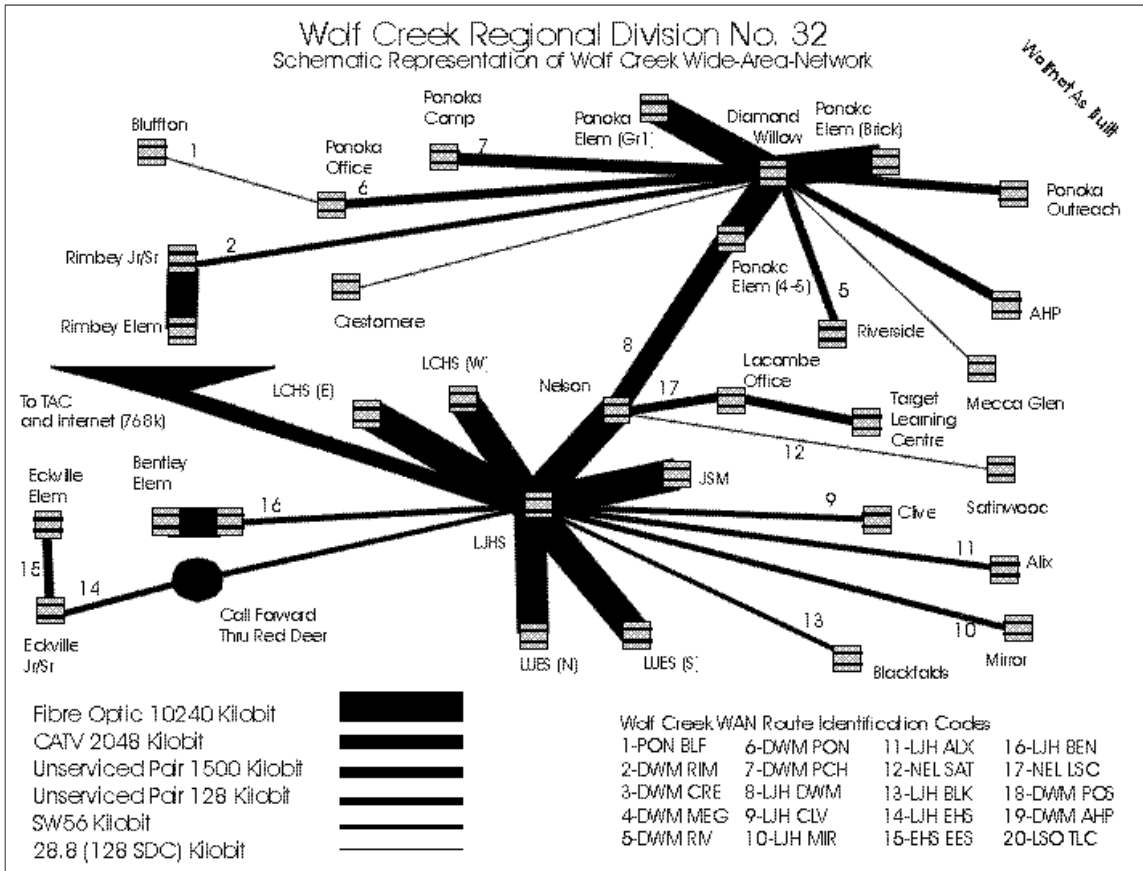 Wolf Creek Regional Division No. 32
Schematic Representation of Wolf Creek Wide-Area-Network
Wolfnet As Built
Bluffton
1
Ponoka
Camp
7
Ponoka
Elem (Gr1)
Diamond
Willow
Ponoka
Elem (Brick)
Ponoka
Office
6
Ponoka
Outreach
Rimbey Jr/Sr
2
Rimbey Elem
Crestomere
Ponoka
Elem (4-5)
5
Riverside
AHP
8
Mecca Glen
To TAC
and Internet (768k)
LCHS (E)
LCHS (W)
Nelson
17
Lacombe
Office
Target
Learning
Centre
12
Satinwood
Eckville
Elem
Bentley
Elem
16
JSM
9
Clive
LJHS
11
Alix
15
14
Call Forward
Thru Red Deer
Eckville
Jr/Sr
LUES (N)
LUES (S)
13
Blackfalds
10
Mirror
Fibre Optic 10240 Kilobit
CATV 2048 Kilobit
Unserviced Pair 1500 Kilobit
Unserviced Pair 128 Kilobit
SW56 Kilobit
28.8 (128 SDC) Kilobit
Wolf Creek WAN Route Identification Codes
1-PON BLF 6-DWM PON 11-LJH ALX 16-LJH BEN
2-DWM RIM 7-DWM PCH 12-NEL SAT 17-NEL LSC
3-DWM CRE 8-LJH DWM 13-LJH BLK 18-DWM POS
4-DWM MEG 9-LJH CLV 14-LJH EHS 19-DWM AHP
5-DWM RIV 10-LJH MIR 15-EHS EES 20-LSO TLC